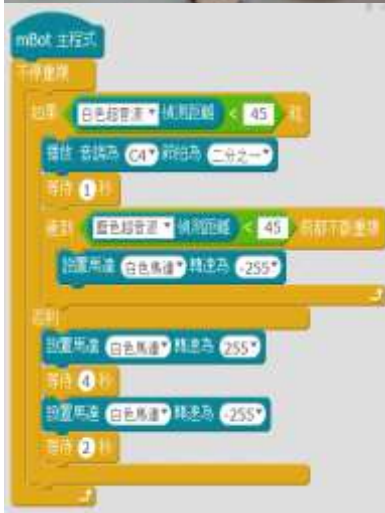 mBot 主程式
不停重複
如果 白色超音波 偵測距離 < 45 就
播放 音調為 C4 節拍為 二分之一
等待 1 秒
直到 藍色超音波 偵測距離 < 45 前都不斷重複
設置馬達 白色馬達 轉速為 -255
否則
設置馬達 白色馬達 轉速為 255
等待 4 秒
設置馬達 白色馬達 轉速為 -255
等待 2 秒